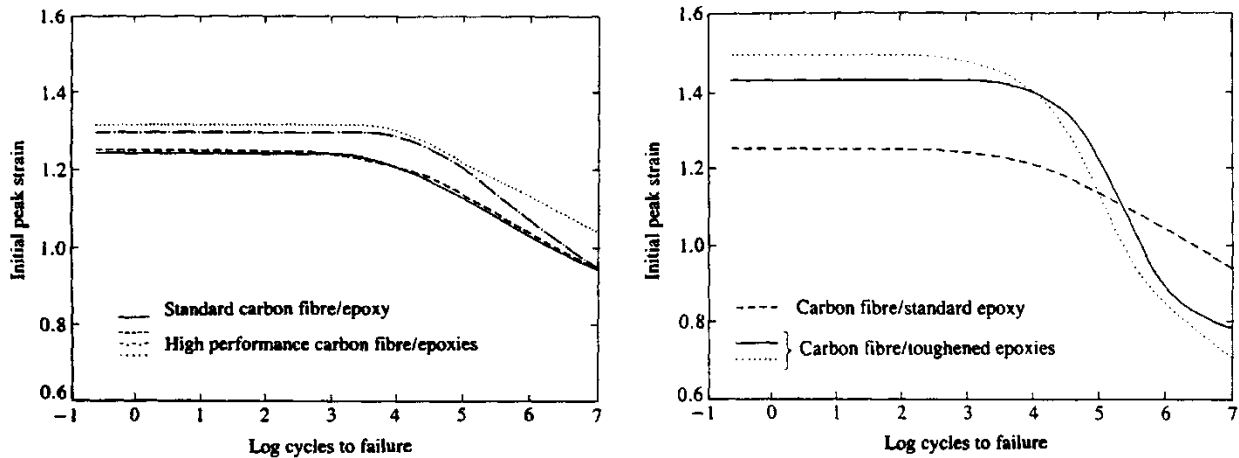 1.6
1.4
1.2
1.0
1.2
0.6
Initial peak strain
Standard carbon fibre/epoxy
High performance carbon fibre/epoxies
-1 0 1 2 3 4 5 6 7
Log cycles to failure
1.6
1.4
1.2
1.0
0.8
0.6
Initial peak strain
Carbon fibre/standard epoxy
Carbon fibre/toughened epoxies
-1 0 1 2 3 4 5 6 7
Log cycles to failure